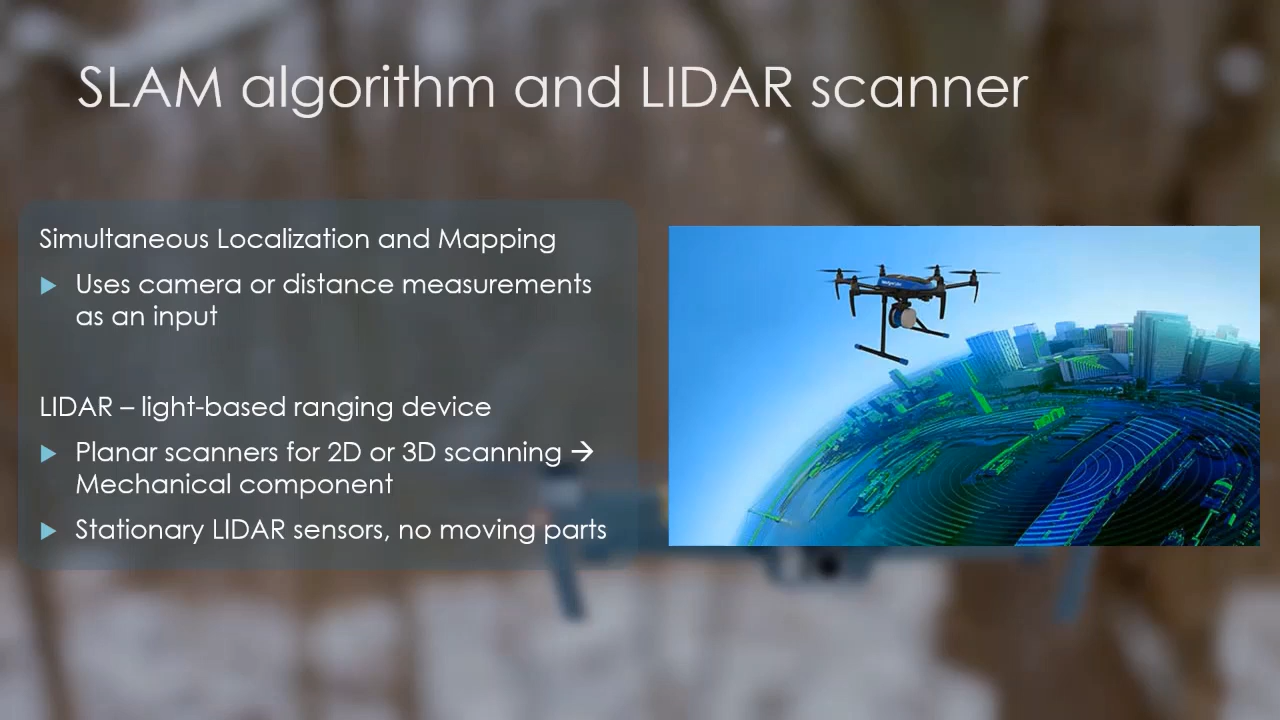 SLAM algorithm and LIDAR scanner
Simultaneous Localization and Mapping
Uses camera or distance measurements
as an input
LIDAR – light-based ranging device
Planar scanners for 2D or 3D scanning →
Mechanical component
Stationary LIDAR sensors, no moving parts